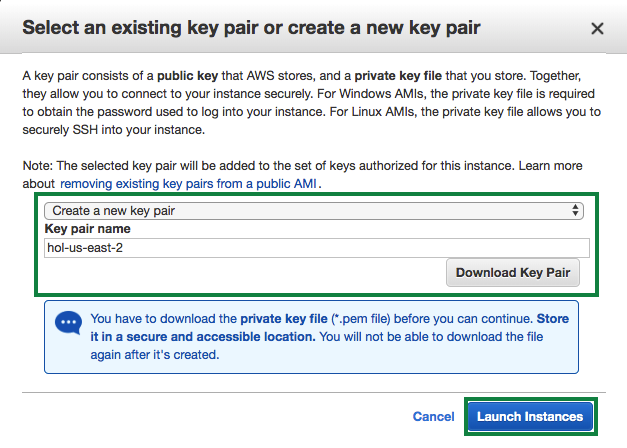 Select an existing key pair or create a new key pair
A key pair consists of a public key that AWS stores, and a private key file that you store. Together,
they allow you to connect to your instance securely. For Windows AMIs, the private key file is required
to obtain the password used to log into your instance. For Linux AMIs, the private key file allows you to
securely SSH into your instance.
Note: The selected key pair will be added to the set of keys authorized for this instance. Learn more
about removing existing key pairs from a public AMI.
Create a new key pair
Key pair name
hol-us-east-2
Download Key Pair
You have to download the private key file (*.pem file) before you can continue. Store
it in a secure and accessible location. You will not be able to download the file
again after it's created.
Cancel
Launch Instances